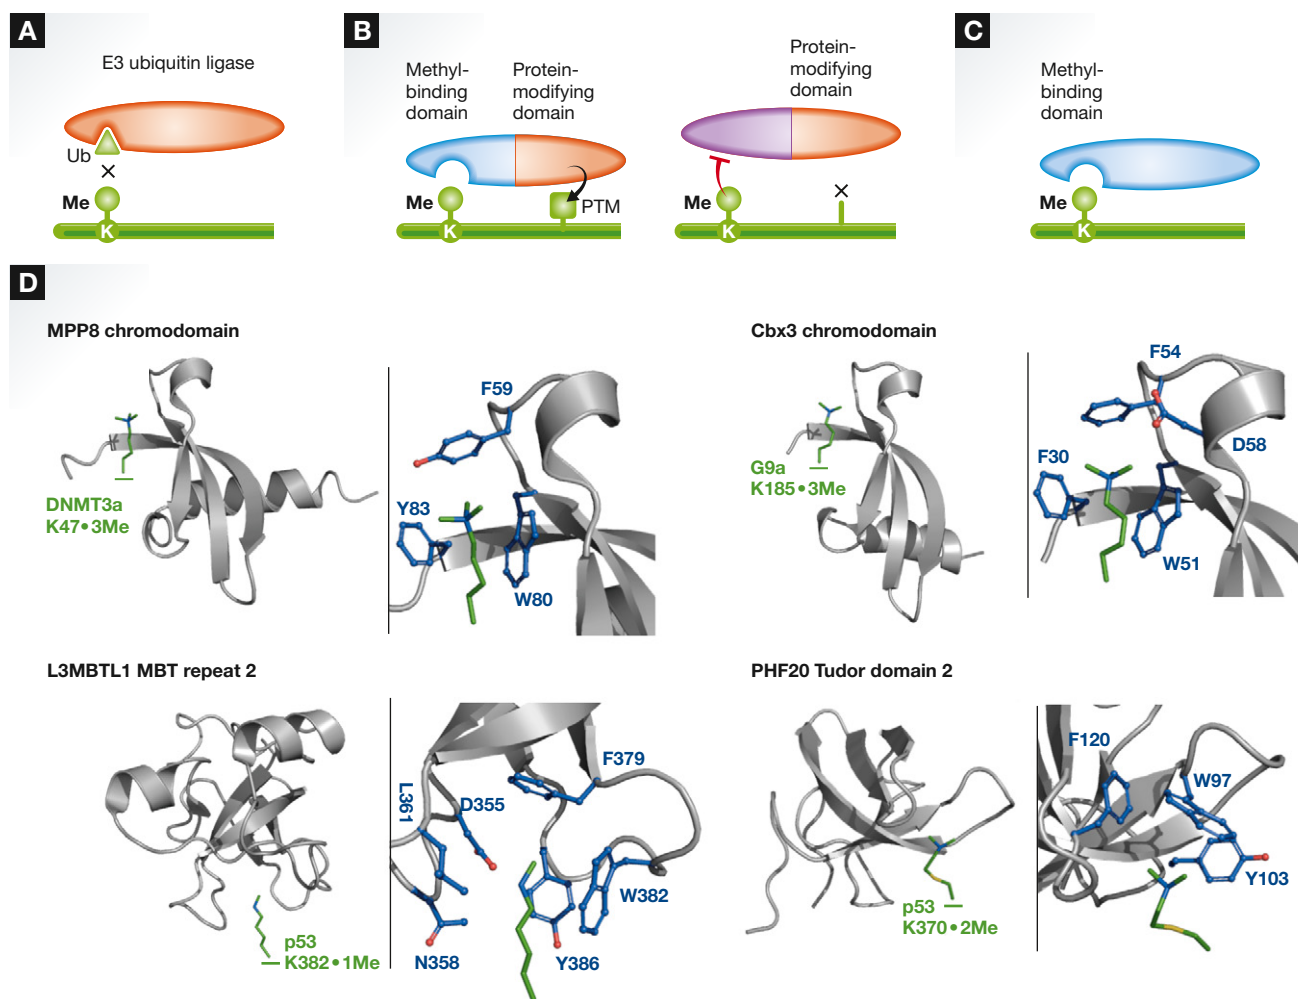 A
E3 ubiquitin ligase
Ub
×
Me
K
B
Methyl-
binding
domain
Protein-
modifying
domain
Me
PTM
K
Protein-
modifying
domain
Me
×
K
C
Methyl-
binding
domain
Me
K
D
MPP8 chromodomain
DNMT3a
K47•3Me
F59
Y83
W80
Cbx3 chromodomain
G9a
K185•3Me
F54
D58
F30
W51
L3MBTL1 MBT repeat 2
p53
K382•1Me
F379
L361
D355
W382
N358
Y386
PHF20 Tudor domain 2
p53
K370•2Me
F120
W97
Y103